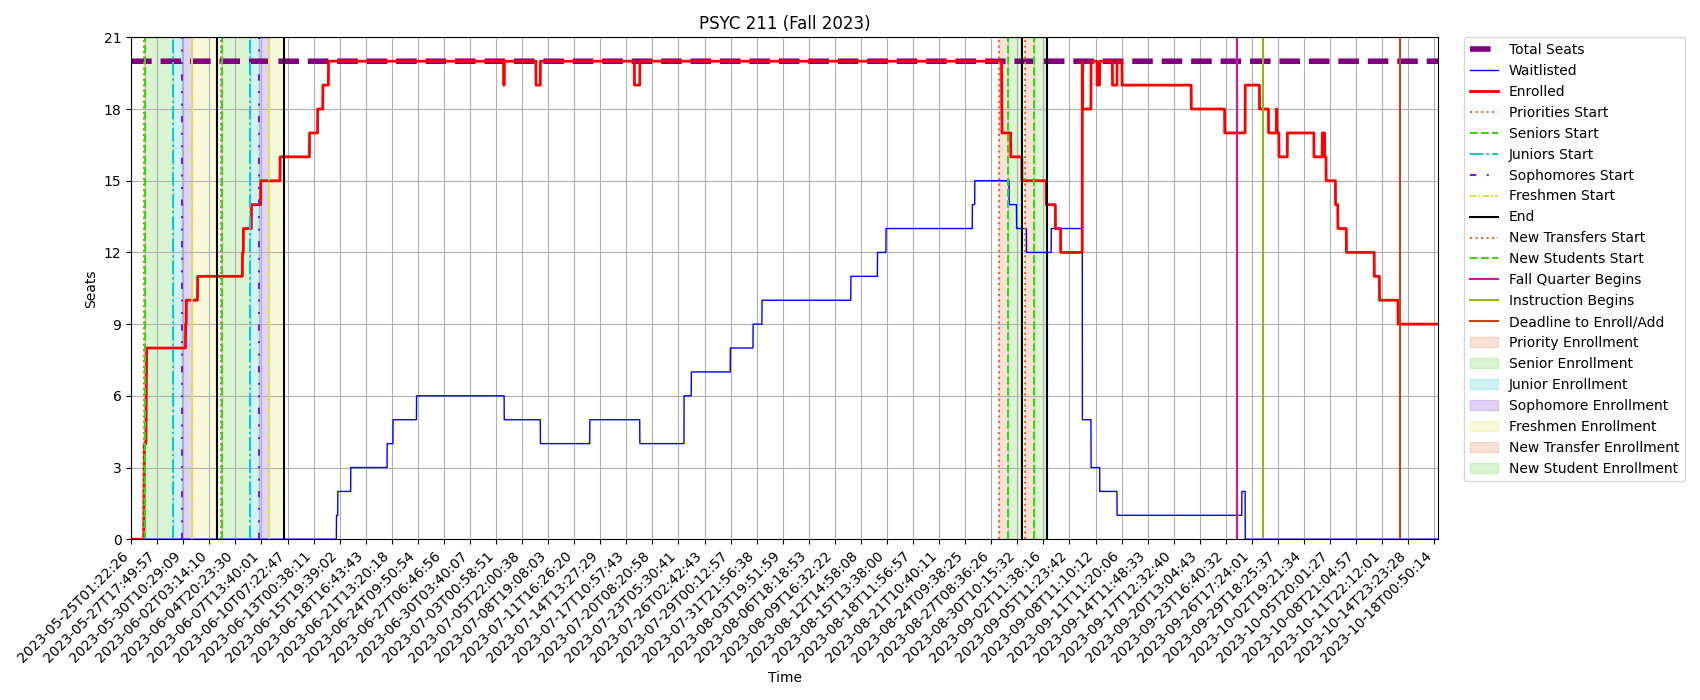 PSYC 211 (Fall 2023)
21
18
15
12
9
6
3
0
Seats
2023-05-25T01:22:26
2023-05-27T17:49:57
2023-05-30T10:29:09
2023-06-02T03:14:10
2023-06-04T20:23:30
2023-06-07T13:40:01
2023-06-10T07:22:47
2023-06-13T00:38:11
2023-06-15T19:39:02
2023-06-18T16:43:43
2023-06-21T13:20:18
2023-06-24T09:50:54
2023-06-27T06:46:56
2023-06-30T03:40:07
2023-07-03T00:58:51
2023-07-05T22:00:38
2023-07-08T19:08:03
2023-07-11T16:26:20
2023-07-14T13:27:29
2023-07-17T10:57:43
2023-07-20T08:20:58
2023-07-23T05:30:41
2023-07-26T02:42:43
2023-07-29T00:12:57
2023-07-31T21:56:38
2023-08-03T19:51:59
2023-08-06T18:18:53
2023-08-09T16:32:22
2023-08-12T14:58:08
2023-08-15T13:38:00
2023-08-18T11:56:57
2023-08-21T10:40:11
2023-08-24T09:38:25
2023-08-27T08:36:26
2023-08-30T10:15:32
2023-09-02T11:38:16
2023-09-05T11:23:42
2023-09-08T11:10:12
2023-09-11T11:20:06
2023-09-14T11:48:33
2023-09-17T12:32:40
2023-09-20T13:04:43
2023-09-23T16:40:32
2023-09-26T17:24:01
2023-09-29T18:25:37
2023-10-02T19:21:34
2023-10-05T20:01:27
2023-10-08T21:04:57
2023-10-11T22:12:01
2023-10-14T23:23:28
2023-10-18T00:50:14
Time
Total Seats
Waitlisted
Enrolled
Priorities Start
Seniors Start
Juniors Start
Sophomores Start
Freshmen Start
End
New Transfers Start
New Students Start
Fall Quarter Begins
Instruction Begins
Deadline to Enroll/Add
Priority Enrollment
Senior Enrollment
Junior Enrollment
Sophomore Enrollment
Freshmen Enrollment
New Transfer Enrollment
New Student Enrollment